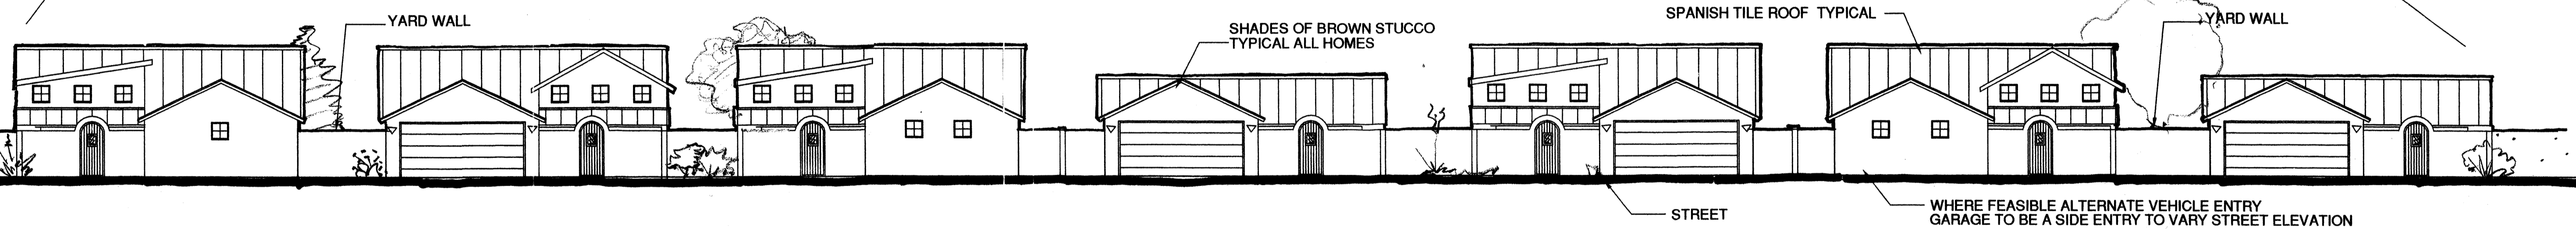 YARD WALL
SHADES OF BROWN STUCCO
TYPICAL ALL HOMES
SPANISH TILE ROOF TYPICAL
YARD WALL
STREET
WHERE FEASIBLE ALTERNATE VEHICLE ENTRY
GARAGE TO BE A SIDE ENTRY TO VARY STREET ELEVATION